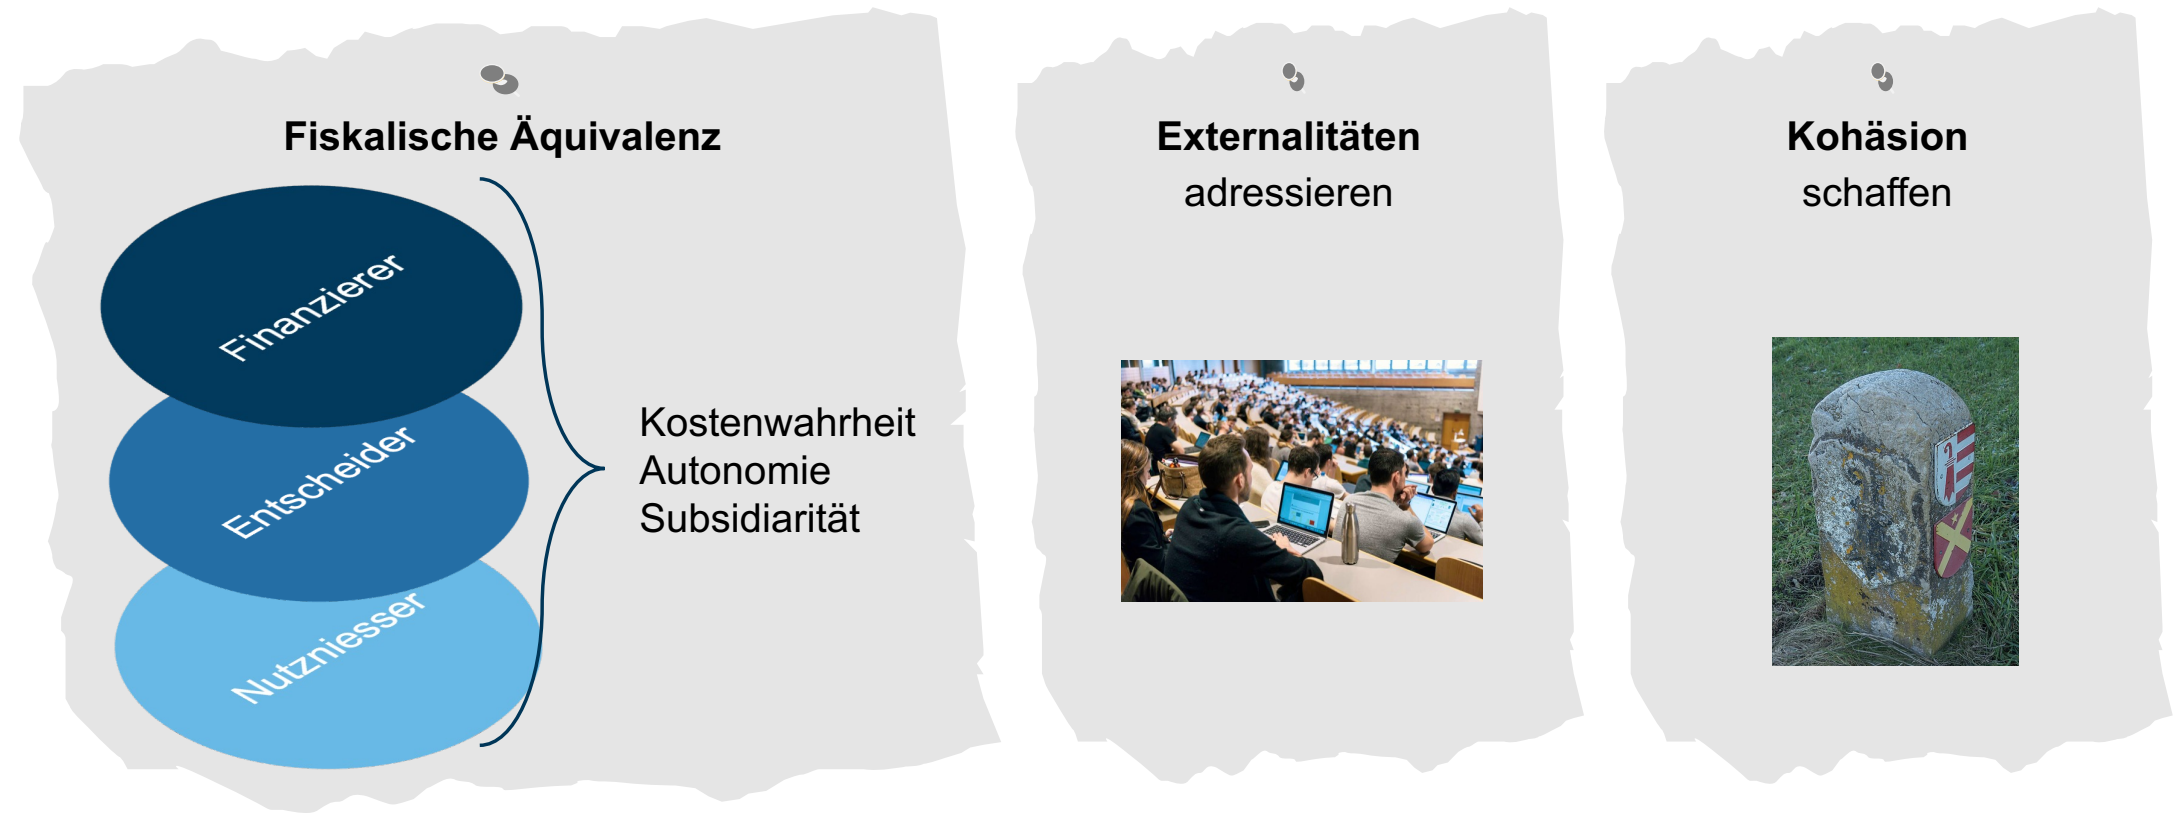 Fiskalische Äquivalenz
Finanzierer
Entscheider
Nutzniesser
Kostenwahrheit
Autonomie
Subsidiarität
Externalitäten
adressieren
Kohäsion
schaffen